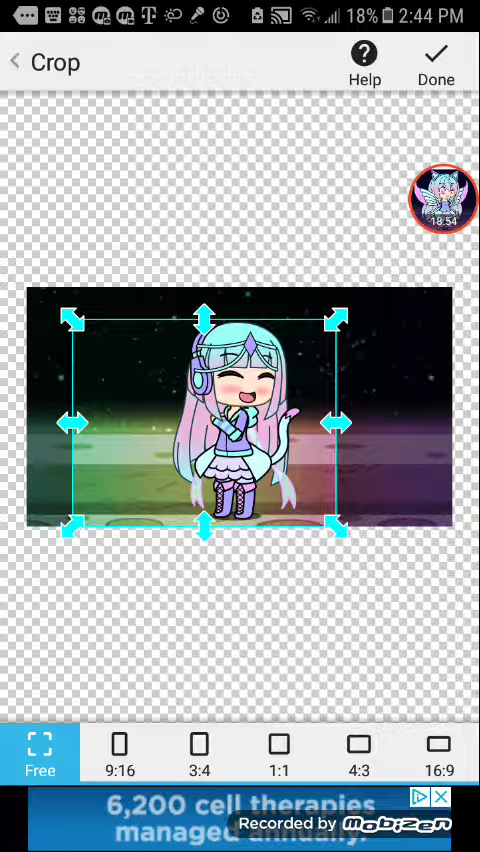 18% 2:44 PM
Crop
Help
Done
18:54
Free
9:16
3:4
1:1
4:3
16:9
6,200 cell therapies
managed annually.
Recorded by mobizen